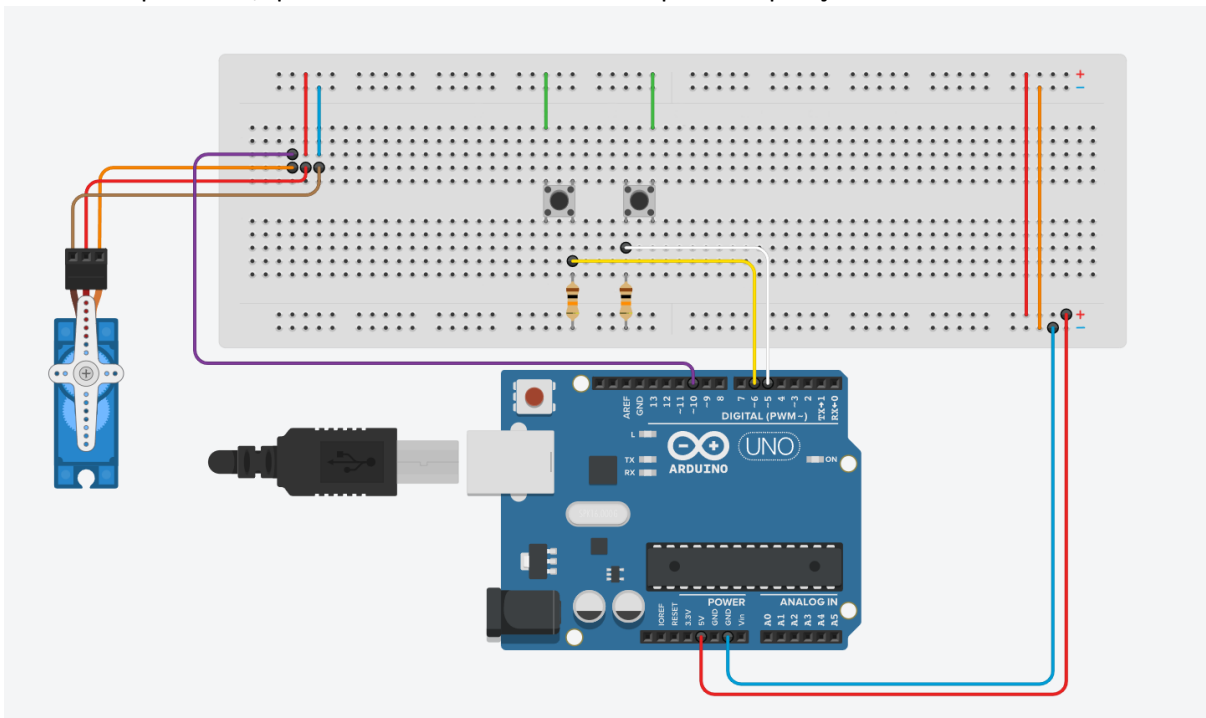 +
−
+
−
AREF
GND
13
12
~11
~10
~9
8
7
~6
~5
4
~3
2
TX→1
RX←0
DIGITAL (PWM~)
L
TX
RX
UNO
ARDUINO
ON
POWER
ANALOG IN
IOREF
RESET
3.3V
5V
GND
GND
Vin
A0
A1
A2
A3
A4
A5